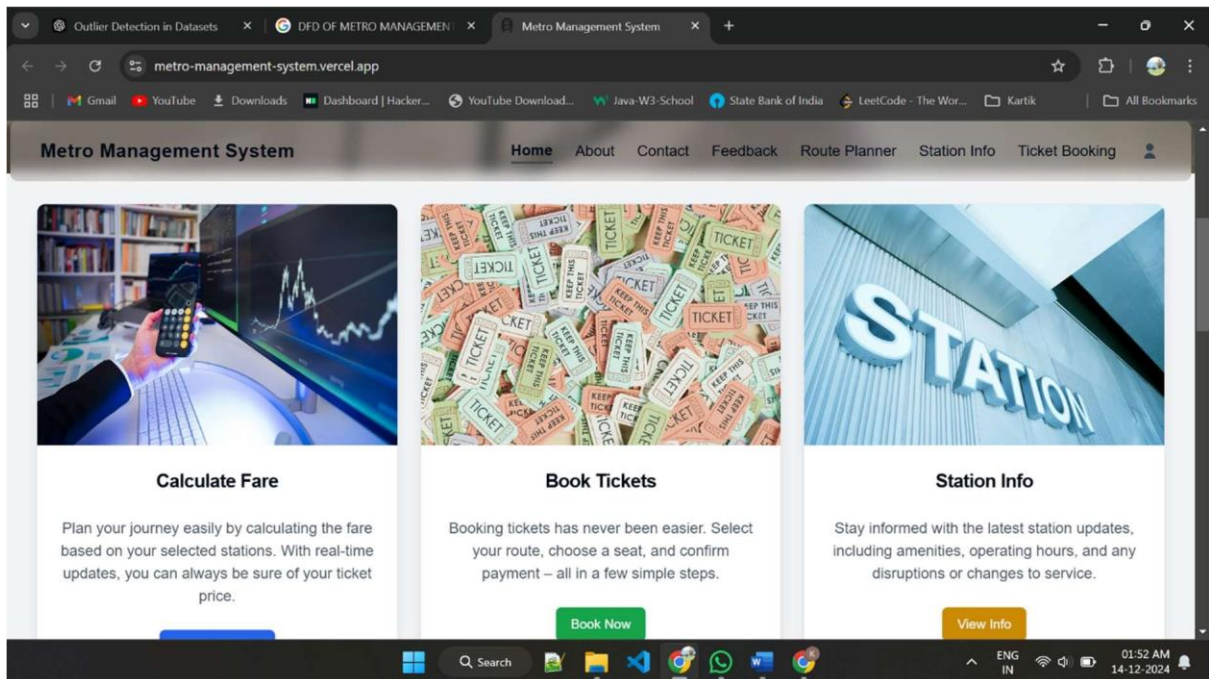 Outlier Detection in Datasets
DFD OF METRO MANAGEMENT
Metro Management System
metro-management-system.vercel.app
Gmail
YouTube
Downloads
Dashboard | Hacker...
YouTube Download...
Java-W3-School
State Bank of India
LeetCode - The Wor...
Kartik
All Bookmarks
Metro Management System
Home
About
Contact
Feedback
Route Planner
Station Info
Ticket Booking
TICKET
KEEP THIS
TICKET
STATION
Calculate Fare
Plan your journey easily by calculating the fare
based on your selected stations. With real-time
updates, you can always be sure of your ticket
price.
Book Tickets
Booking tickets has never been easier. Select
your route, choose a seat, and confirm
payment – all in a few simple steps.
Book Now
Station Info
Stay informed with the latest station updates,
including amenities, operating hours, and any
disruptions or changes to service.
View Info
Search
ENG
IN
01:52 AM
14-12-2024